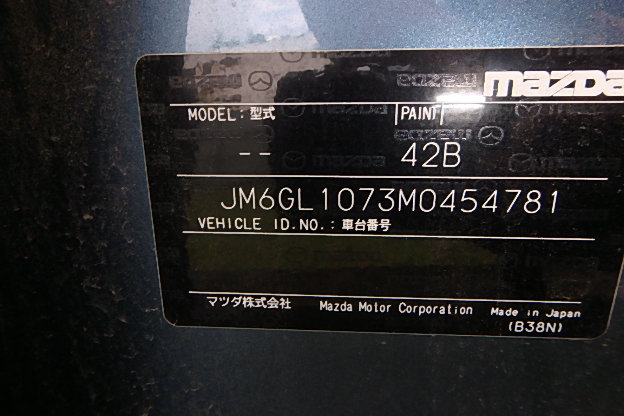 mazda
MODEL: 型式 PAINT
-- 42B
JM6GL1073M0454781
VEHICLE ID.NO.: 車台番号
マツダ株式会社 Mazda Motor Corporation Made in Japan
(B38N)